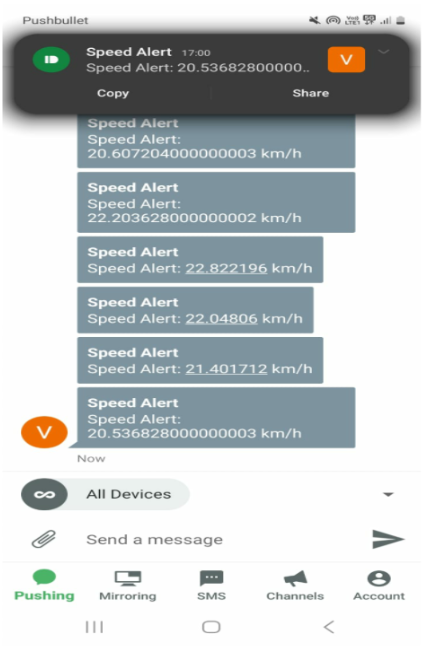 Pushbullet
Speed Alert 17:00
Speed Alert: 20.53682800000..
V
Copy Share
Speed Alert
Speed Alert:
20.607204000000003 km/h
Speed Alert
Speed Alert:
22.203628000000002 km/h
Speed Alert
Speed Alert: 22.822196 km/h
Speed Alert
Speed Alert: 22.04806 km/h
Speed Alert
Speed Alert: 21.401712 km/h
Speed Alert
Speed Alert:
20.536828000000003 km/h
V
Now
All Devices
Send a message
Pushing Mirroring SMS Channels Account